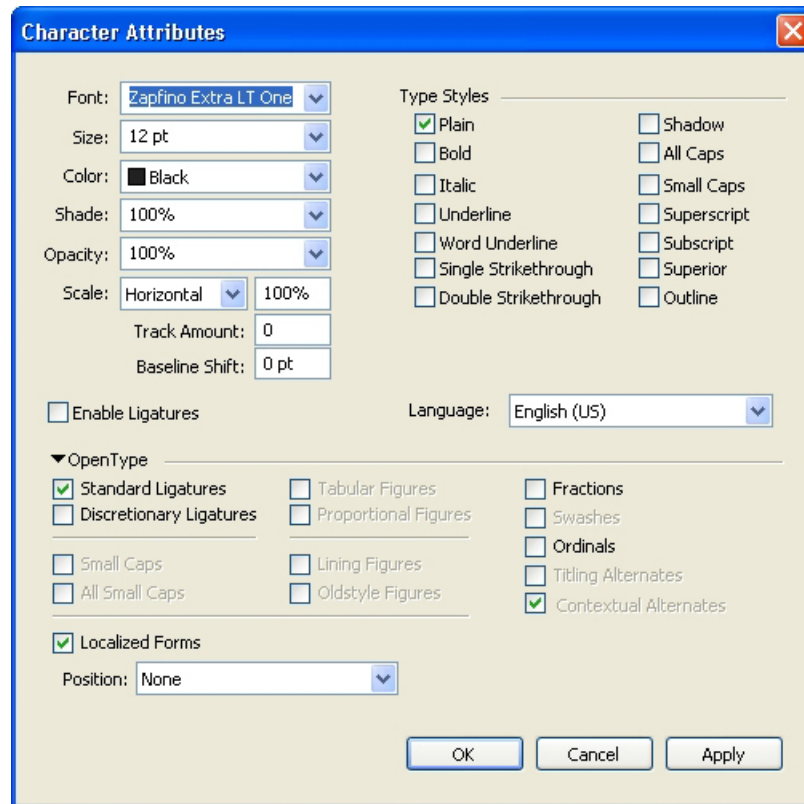 Character Attributes
Font: Zapfino Extra LT One
Size: 12 pt
Color: Black
Shade: 100%
Opacity: 100%
Scale: Horizontal 100%
Track Amount: 0
Baseline Shift: 0 pt
Type Styles
Plain
Bold
Italic
Underline
Word Underline
Single Strikethrough
Double Strikethrough
Shadow
All Caps
Small Caps
Superscript
Subscript
Superior
Outline
Enable Ligatures
Language: English (US)
OpenType
Standard Ligatures
Discretionary Ligatures
Small Caps
All Small Caps
Tabular Figures
Proportional Figures
Lining Figures
Oldstyle Figures
Fractions
Swashes
Ordinals
Titling Alternates
Contextual Alternates
Localized Forms
Position: None
OK
Cancel
Apply